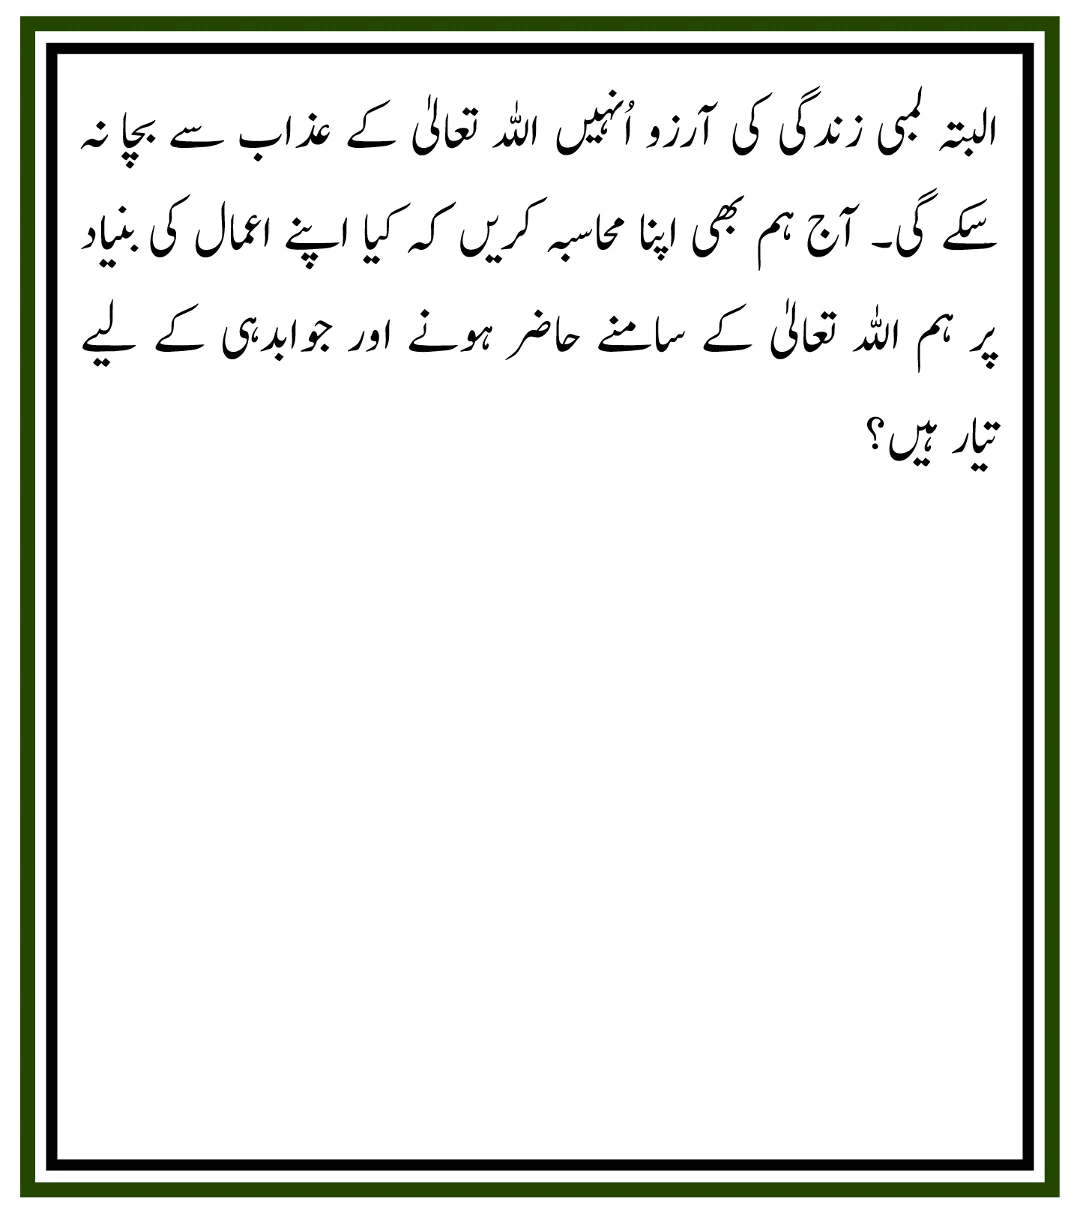 البتہ لمبی زندگی کی آرزو اُنہیں اللہ تعالیٰ کے عذاب سے بچا نہ
سکے گی۔ آج ہم بھی اپنا محاسبہ کریں کہ کیا اپنے اعمال کی بنیاد
پر ہم اللہ تعالیٰ کے سامنے حاضر ہونے اور جوابدہی کے لیے
تیار ہیں؟